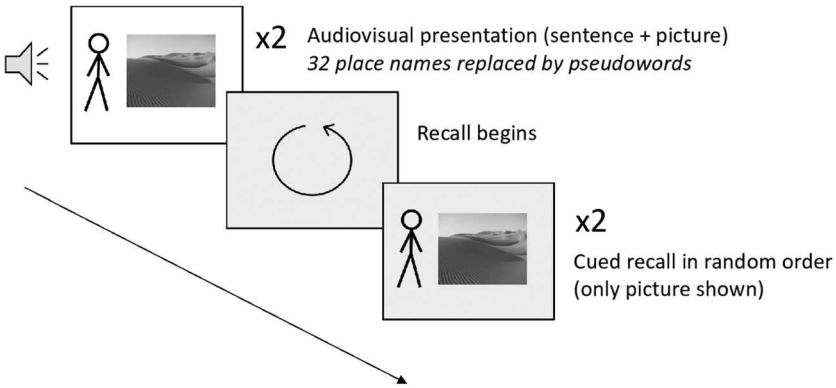 x2 Audiovisual presentation (sentence + picture)
32 place names replaced by pseudowords
Recall begins
x2
Cued recall in random order
(only picture shown)